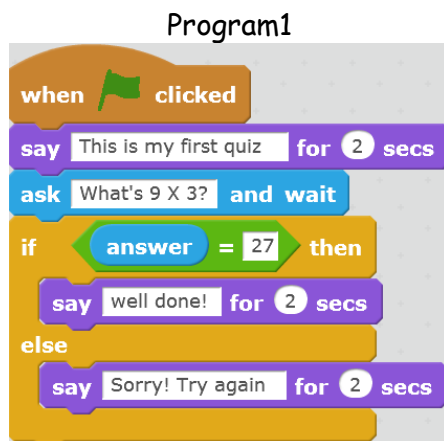 Program1
when clicked
say This is my first quiz for 2 secs
ask What's 9 X 3? and wait
if answer = 27 then
say well done! for 2 secs
else
say Sorry! Try again for 2 secs